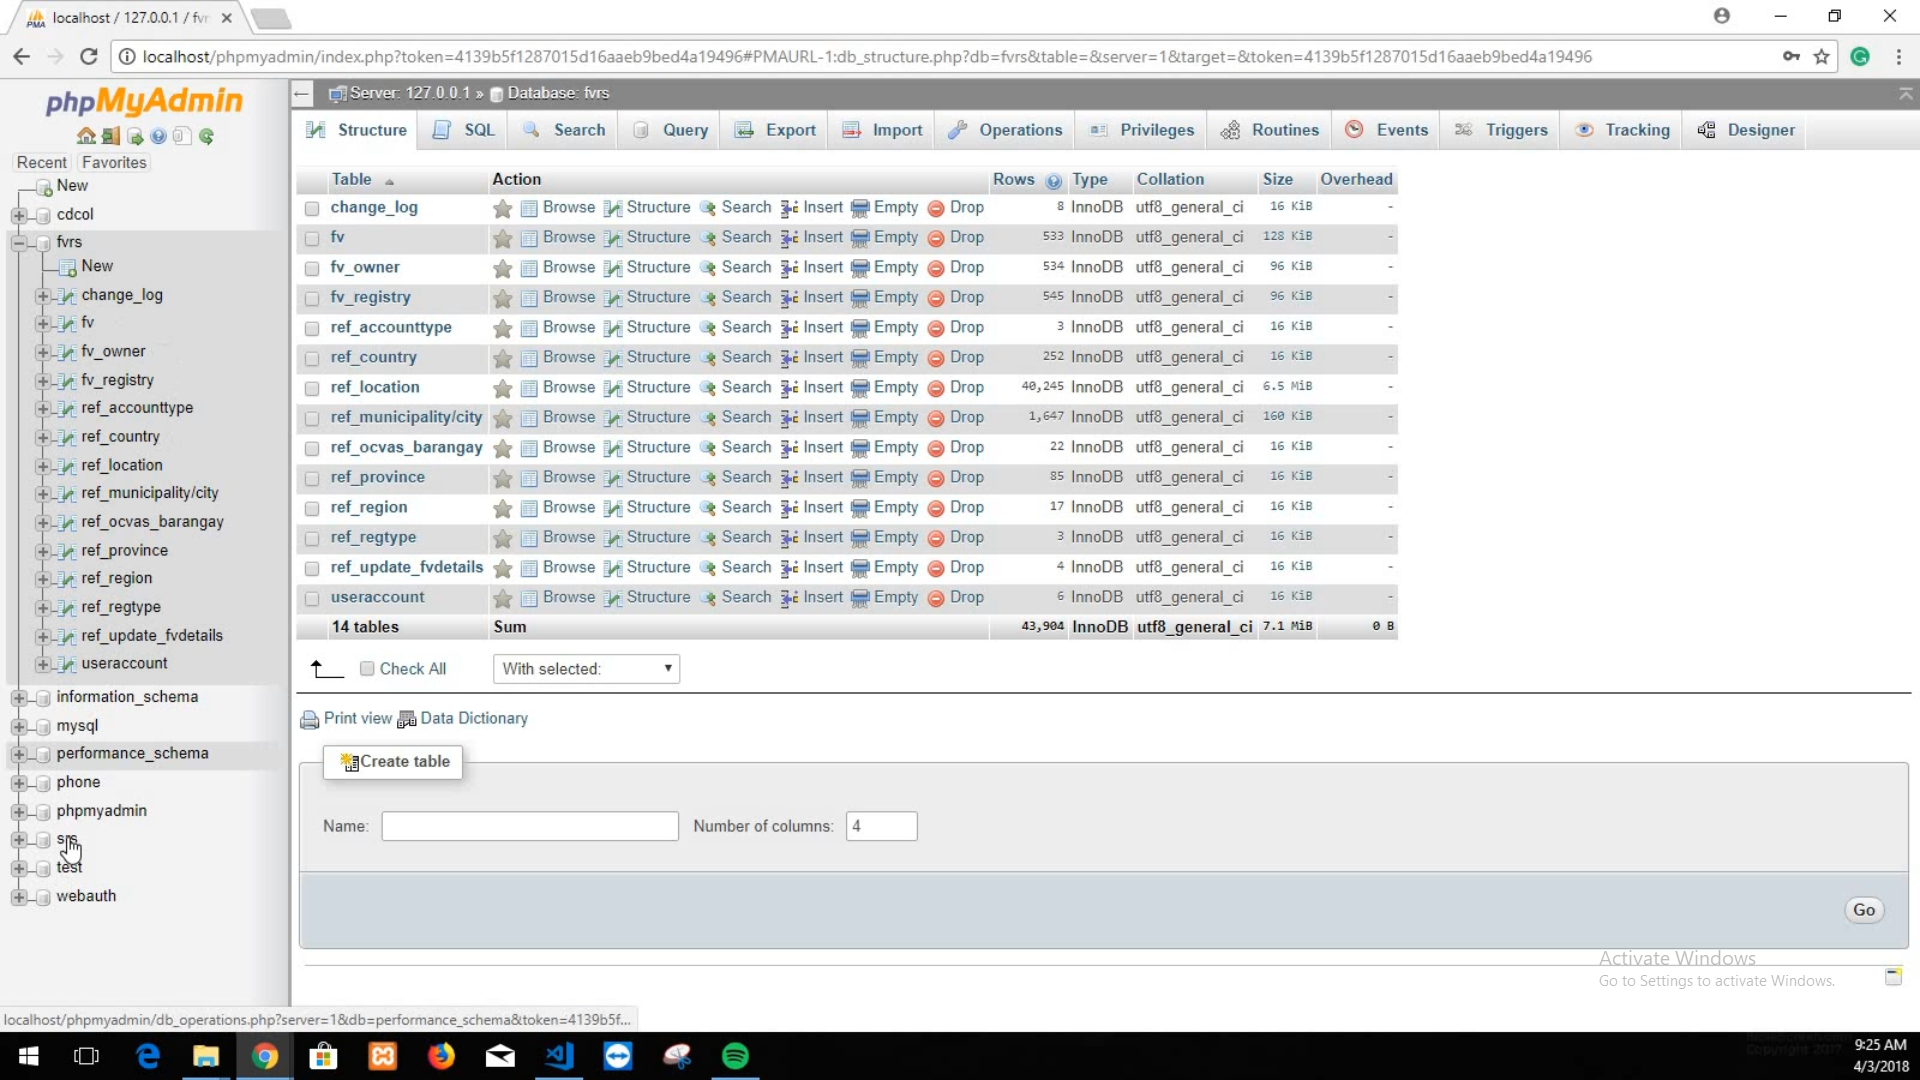 localhost / 127.0.0.1 / fvr
localhost/phpmyadmin/index.php?token=4139b5f1287015d16aaeb9bed4a19496#PMAURL-1:db_structure.php?db=fvrs&table=&server=1&target=&token=4139b5f1287015d16aaeb9bed4a19496
phpMyAdmin
Recent Favorites
New
cdcol
fvrs
New
change_log
fv
fv_owner
fv_registry
ref_accounttype
ref_country
ref_location
ref_municipality/city
ref_ocvas_barangay
ref_province
ref_region
ref_regtype
ref_update_fvdetails
useraccount
information_schema
mysql
performance_schema
phone
phpmyadmin
srs
test
webauth
Server: 127.0.0.1 » Database: fvrs
Structure SQL Search Query Export Import Operations Privileges Routines Events Triggers Tracking Designer
Table Action Rows Type Collation Size Overhead
change_log Browse Structure Search Insert Empty Drop 8 InnoDB utf8_general_ci 16 KiB -
fv Browse Structure Search Insert Empty Drop 533 InnoDB utf8_general_ci 128 KiB -
fv_owner Browse Structure Search Insert Empty Drop 534 InnoDB utf8_general_ci 96 KiB -
fv_registry Browse Structure Search Insert Empty Drop 545 InnoDB utf8_general_ci 96 KiB -
ref_accounttype Browse Structure Search Insert Empty Drop 3 InnoDB utf8_general_ci 16 KiB -
ref_country Browse Structure Search Insert Empty Drop 252 InnoDB utf8_general_ci 16 KiB -
ref_location Browse Structure Search Insert Empty Drop 40,245 InnoDB utf8_general_ci 6.5 MiB -
ref_municipality/city Browse Structure Search Insert Empty Drop 1,647 InnoDB utf8_general_ci 160 KiB -
ref_ocvas_barangay Browse Structure Search Insert Empty Drop 22 InnoDB utf8_general_ci 16 KiB -
ref_province Browse Structure Search Insert Empty Drop 85 InnoDB utf8_general_ci 16 KiB -
ref_region Browse Structure Search Insert Empty Drop 17 InnoDB utf8_general_ci 16 KiB -
ref_regtype Browse Structure Search Insert Empty Drop 3 InnoDB utf8_general_ci 16 KiB -
ref_update_fvdetails Browse Structure Search Insert Empty Drop 4 InnoDB utf8_general_ci 16 KiB -
useraccount Browse Structure Search Insert Empty Drop 6 InnoDB utf8_general_ci 16 KiB -
14 tables Sum 43,904 InnoDB utf8_general_ci 7.1 MiB 0 B
Check All With selected:
Print view Data Dictionary
Create table
Name: Number of columns: 4
Go
Activate Windows
Go to Settings to activate Windows.
localhost/phpmyadmin/db_operations.php?server=1&db=performance_schema&token=4139b5f...
9:25 AM
4/3/2018